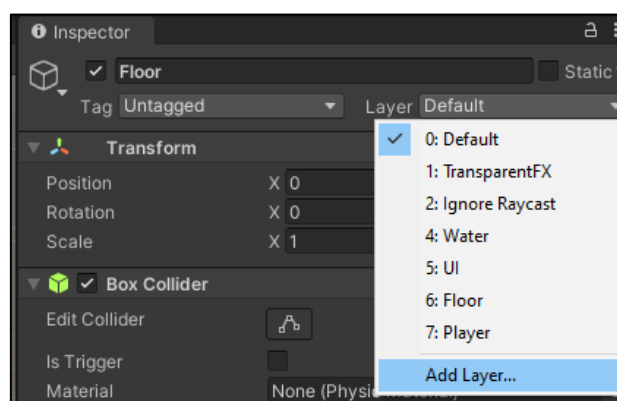 Inspector
Floor
Static
Tag Untagged Layer Default
0: Default
1: TransparentFX
2: Ignore Raycast
4: Water
5: UI
6: Floor
7: Player
Add Layer...
Transform
Position X 0
Rotation X 0
Scale X 1
Box Collider
Edit Collider
Is Trigger
Material None (Physic